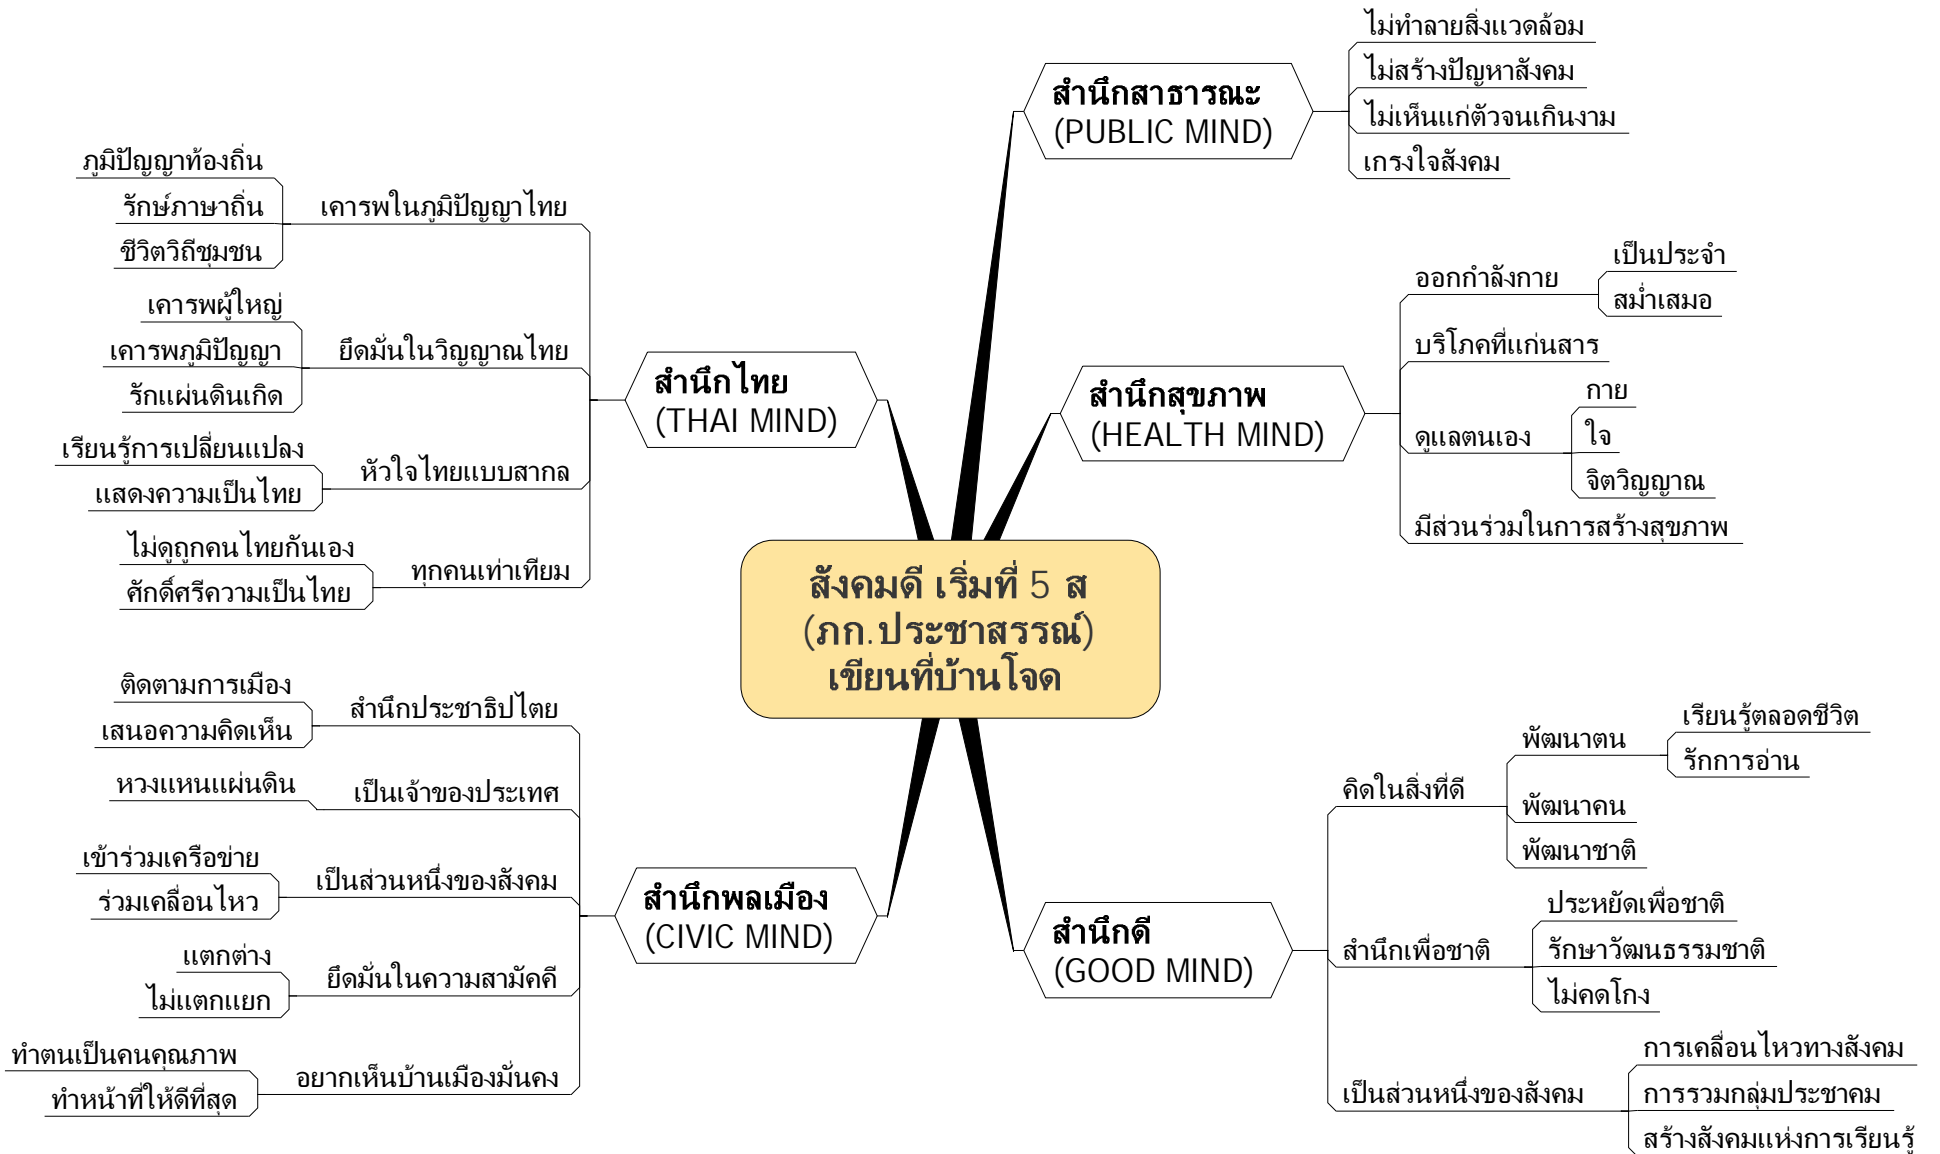 สังคมดี เริ่มที่ 5 ส
(ภก.ประชาสรรณ์)
เขียนที่บ้านโจด
สำนึกสาธารณะ
(PUBLIC MIND)
ไม่ทำลายสิ่งแวดล้อม
ไม่สร้างปัญหาสังคม
ไม่เห็นแก่ตัวจนเกินงาม
เกรงใจสังคม
สำนึกสุขภาพ
(HEALTH MIND)
ออกกำลังกาย
เป็นประจำ
สม่ำเสมอ
บริโภคที่แก่นสาร
ดูแลตนเอง
กาย
ใจ
จิตวิญญาณ
มีส่วนร่วมในการสร้างสุขภาพ
สำนึกดี
(GOOD MIND)
คิดในสิ่งที่ดี
พัฒนาตน
เรียนรู้ตลอดชีวิต
รักการอ่าน
พัฒนาคน
พัฒนาชาติ
สำนึกเพื่อชาติ
ประหยัดเพื่อชาติ
รักษาวัฒนธรรมชาติ
ไม่คดโกง
เป็นส่วนหนึ่งของสังคม
การเคลื่อนไหวทางสังคม
การรวมกลุ่มประชาคม
สร้างสังคมแห่งการเรียนรู้
สำนึกไทย
(THAI MIND)
เคารพในภูมิปัญญาไทย
ภูมิปัญญาท้องถิ่น
รักษ์ภาษาถิ่น
ชีวิตวิถีชุมชน
ยึดมั่นในวิญญาณไทย
เคารพผู้ใหญ่
เคารพภูมิปัญญา
รักแผ่นดินเกิด
หัวใจไทยแบบสากล
เรียนรู้การเปลี่ยนแปลง
แสดงความเป็นไทย
ทุกคนเท่าเทียม
ไม่ดูถูกคนไทยกันเอง
ศักดิ์ศรีความเป็นไทย
สำนึกพลเมือง
(CIVIC MIND)
สำนึกประชาธิปไตย
ติดตามการเมือง
เสนอความคิดเห็น
เป็นเจ้าของประเทศ
หวงแหนแผ่นดิน
เป็นส่วนหนึ่งของสังคม
เข้าร่วมเครือข่าย
ร่วมเคลื่อนไหว
ยึดมั่นในความสามัคคี
แตกต่าง
ไม่แตกแยก
อยากเห็นบ้านเมืองมั่นคง
ทำตนเป็นคนคุณภาพ
ทำหน้าที่ให้ดีที่สุด